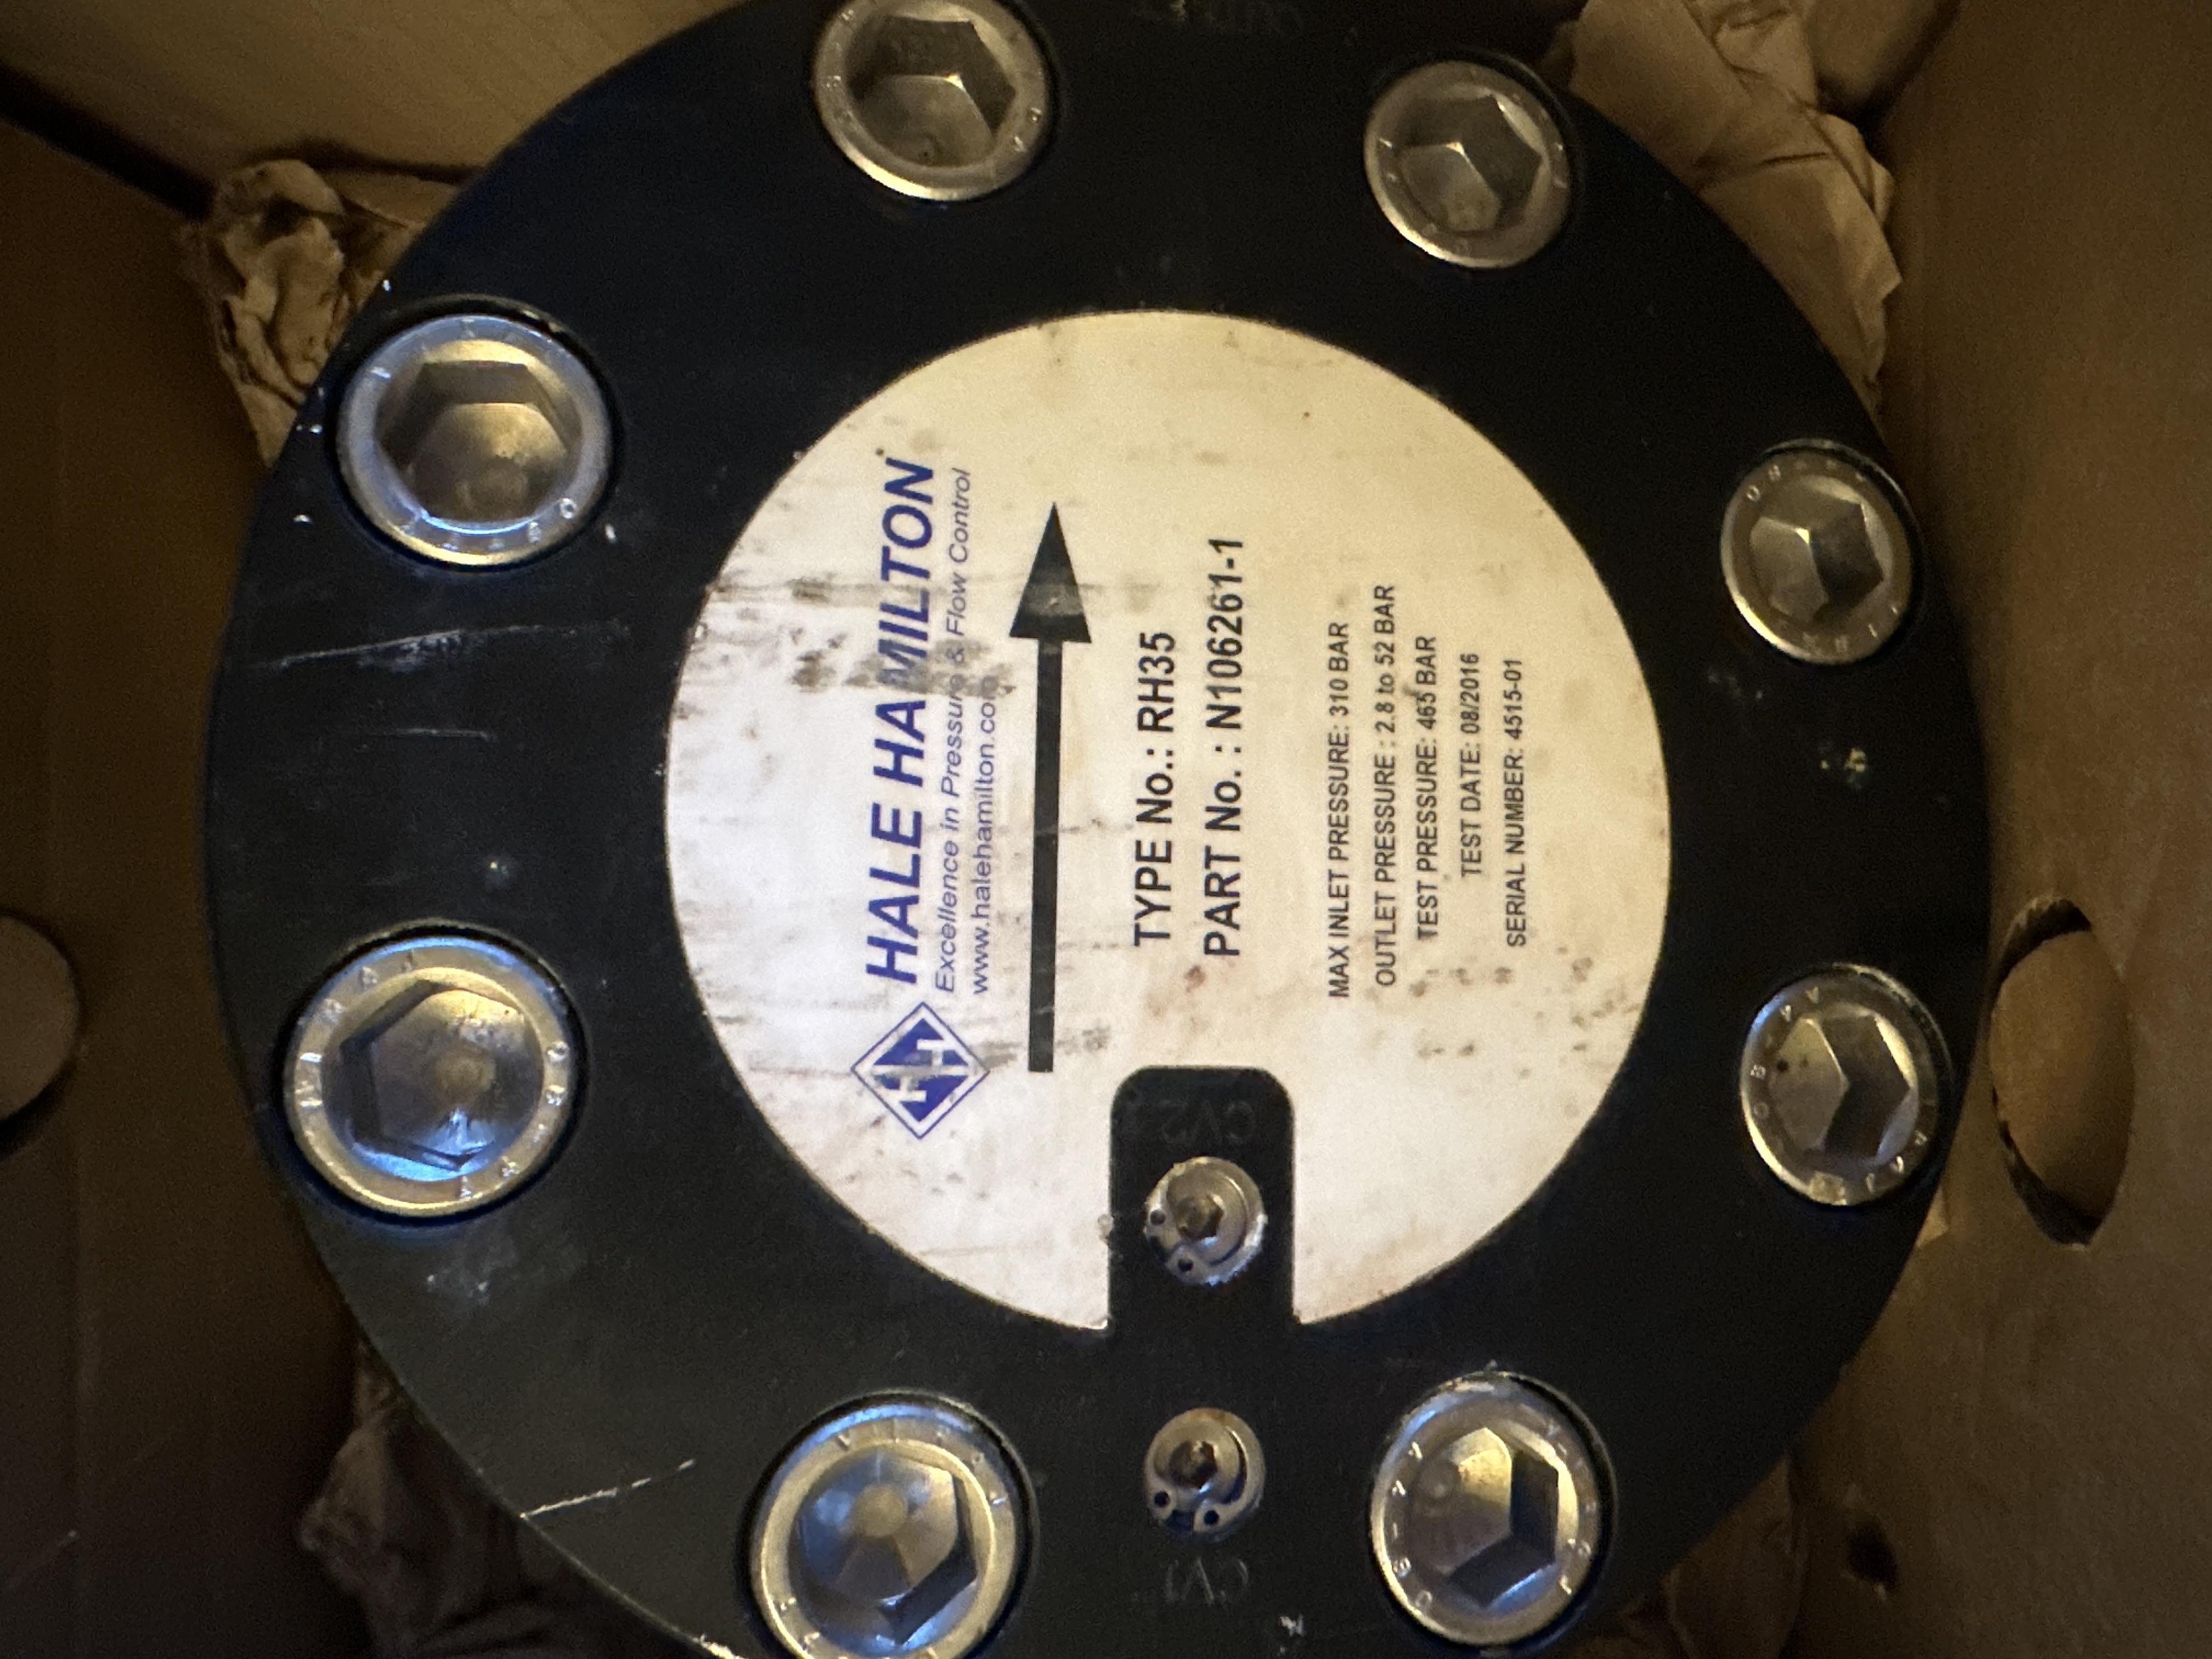 HALE HAMILTON
Excellence in Pressure & Flow Control
www.halehamilton.com
TYPE No.: RH35
PART No. : N106261-1
MAX INLET PRESSURE: 310 BAR
OUTLET PRESSURE : 2.8 to 52 BAR
TEST PRESSURE: 465 BAR
TEST DATE: 08/2016
SERIAL NUMBER: 4515-01
CV2
CV1